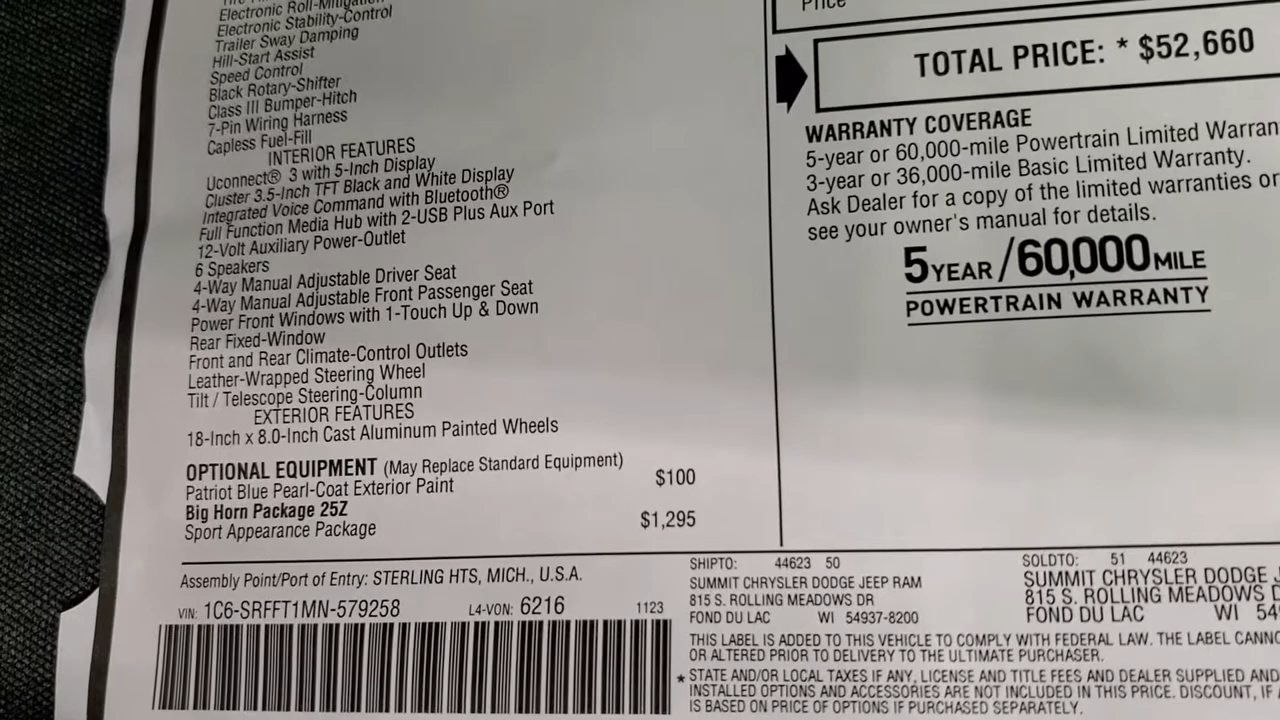 Electronic Roll-Mitigation
Electronic Stability-Control
Trailer Sway Damping
Hill-Start Assist
Speed Control
Black Rotary-Shifter
Class III Bumper-Hitch
7-Pin Wiring Harness
Capless Fuel-Fill
INTERIOR FEATURES
Uconnect® 3 with 5-Inch Display
Cluster 3.5-Inch TFT Black and White Display
Integrated Voice Command with Bluetooth®
Full Function Media Hub with 2-USB Plus Aux Port
12-Volt Auxiliary Power-Outlet
6 Speakers
4-Way Manual Adjustable Driver Seat
4-Way Manual Adjustable Front Passenger Seat
Power Front Windows with 1-Touch Up & Down
Rear Fixed-Window
Front and Rear Climate-Control Outlets
Leather-Wrapped Steering Wheel
Tilt / Telescope Steering-Column
EXTERIOR FEATURES
18-Inch x 8.0-Inch Cast Aluminum Painted Wheels
OPTIONAL EQUIPMENT (May Replace Standard Equipment)
Patriot Blue Pearl-Coat Exterior Paint $100
Big Horn Package 25Z
Sport Appearance Package $1,295
Price
TOTAL PRICE: * $52,660
WARRANTY COVERAGE
5-year or 60,000-mile Powertrain Limited Warran
3-year or 36,000-mile Basic Limited Warranty.
Ask Dealer for a copy of the limited warranties or
see your owner's manual for details.
5 YEAR / 60,000 MILE
POWERTRAIN WARRANTY
Assembly Point/Port of Entry: STERLING HTS, MICH., U.S.A.
VIN: 1C6-SRFFT1MN-579258 L4-VON: 6216 1123
SHIPTO: 44623 50
SUMMIT CHRYSLER DODGE JEEP RAM
815 S. ROLLING MEADOWS DR
FOND DU LAC WI 54937-8200
SOLDTO: 51 44623
SUMMIT CHRYSLER DODGE J
815 S. ROLLING MEADOWS D
FOND DU LAC WI 54
THIS LABEL IS ADDED TO THIS VEHICLE TO COMPLY WITH FEDERAL LAW. THE LABEL CANNO
OR ALTERED PRIOR TO DELIVERY TO THE ULTIMATE PURCHASER.
* STATE AND/OR LOCAL TAXES IF ANY, LICENSE AND TITLE FEES AND DEALER SUPPLIED AND
INSTALLED OPTIONS AND ACCESSORIES ARE NOT INCLUDED IN THIS PRICE. DISCOUNT, IF A
IS BASED ON PRICE OF OPTIONS IF PURCHASED SEPARATELY.